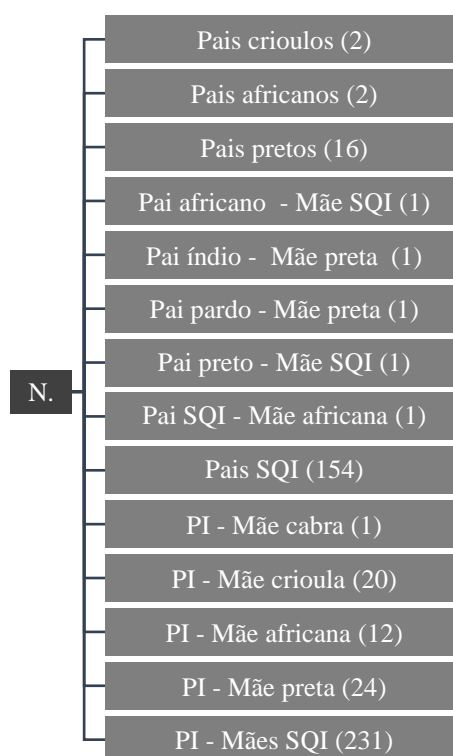 Pais crioulos (2)
Pais africanos (2)
Pais pretos (16)
Pai africano - Mãe SQI (1)
Pai índio - Mãe preta (1)
Pai pardo - Mãe preta (1)
Pai preto - Mãe SQI (1)
N.
Pai SQI - Mãe africana (1)
Pais SQI (154)
PI - Mãe cabra (1)
PI - Mãe crioula (20)
PI - Mãe africana (12)
PI - Mãe preta (24)
PI - Mães SQI (231)